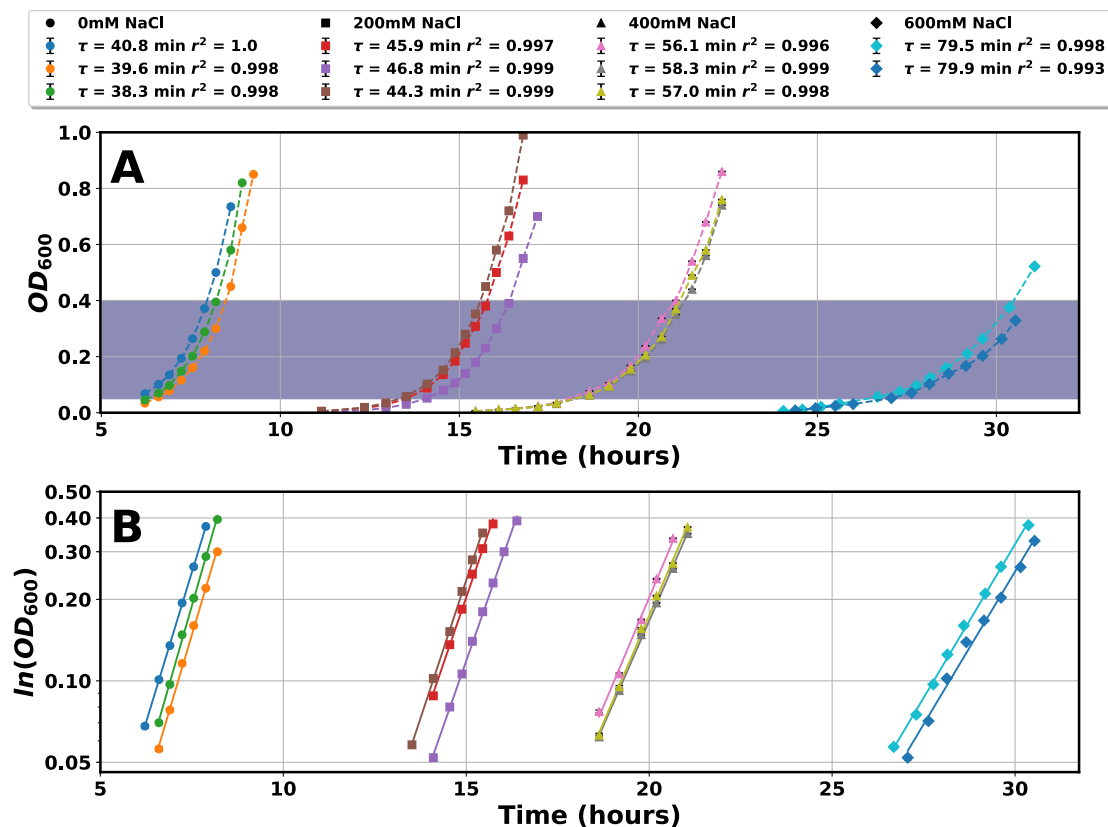 0mM NaCl 200mM NaCl 400mM NaCl 600mM NaCl
τ = 40.8 min r² = 1.0 τ = 45.9 min r² = 0.997 τ = 56.1 min r² = 0.996 τ = 79.5 min r² = 0.998
τ = 39.6 min r² = 0.998 τ = 46.8 min r² = 0.999 τ = 58.3 min r² = 0.999 τ = 79.9 min r² = 0.993
τ = 38.3 min r² = 0.998 τ = 44.3 min r² = 0.999 τ = 57.0 min r² = 0.998
A
OD₆₀₀
1.0
0.8
0.6
0.4
0.2
0.0
5 10 15 20 25 30
Time (hours)
B
ln(OD₆₀₀)
0.50
0.40
0.30
0.20
0.10
0.05
5 10 15 20 25 30
Time (hours)